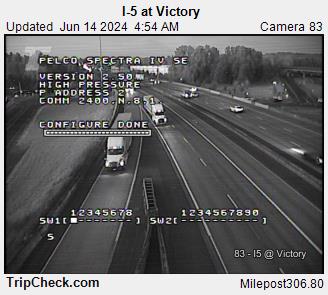 I-5 at Victory
Updated Jun 14 2024 4:54 AM Camera 83
PELCO SPECTRA IV SE
VERSION 2.50
HIGH PRESSURE
P ADDRESS 2
COMM 2400,N,8,1
CONFIGURE DONE
12345678 1234567890
SW1[■-------] SW2[----------]
S
83 - I5 @ Victory
TripCheck.com Milepost306.80